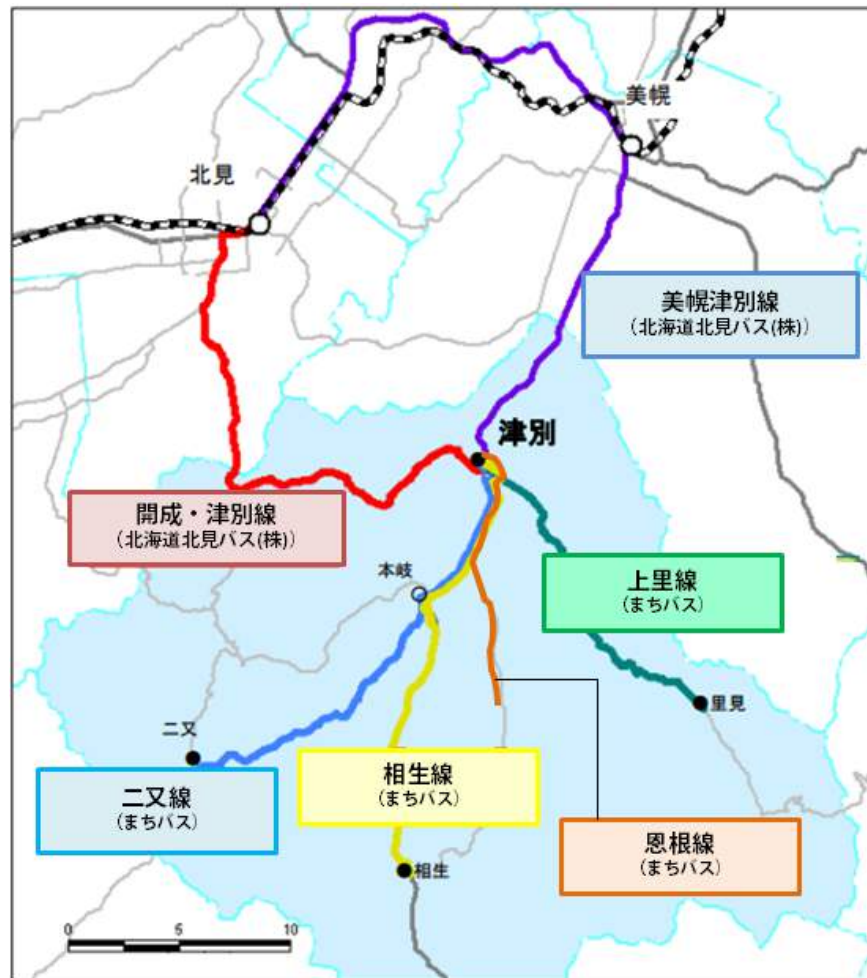 美幌
北見
美幌津別線
(北海道北見バス(株))
津別
開成・津別線
(北海道北見バス(株))
本岐
上里線
(まちバス)
里見
二又
相生線
(まちバス)
二又線
(まちバス)
恩根線
(まちバス)
相生
0 5 10